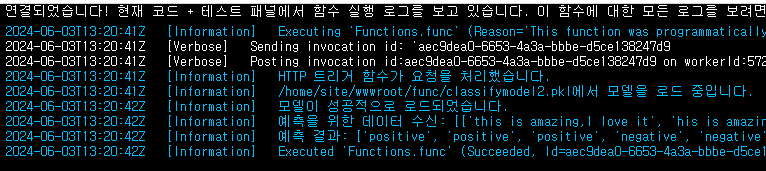 연결되었습니다! 현재 코드 + 테스트 패널에서 함수 실행 로그를 보고 있습니다. 이 함수에 대한 모든 로그를 보려면
2024-06-03T13:20:41Z [Information] Executing 'Functions.func' (Reason='This function was programmatically
2024-06-03T13:20:41Z [Verbose] Sending invocation id: 'aec9dea0-6653-4a3a-bbbe-d5ce138247d9
2024-06-03T13:20:41Z [Verbose] Posting invocation id:aec9dea0-6653-4a3a-bbbe-d5ce138247d9 on workerId:572
2024-06-03T13:20:41Z [Information] HTTP 트리거 함수가 요청을 처리했습니다.
2024-06-03T13:20:41Z [Information] /home/site/wwwroot/func/classifymodel2.pkl에서 모델을 로드 중입니다.
2024-06-03T13:20:42Z [Information] 모델이 성공적으로 로드되었습니다.
2024-06-03T13:20:42Z [Information] 예측을 위한 데이터 수신: [['this is amazing,I love it', 'his is amazin
2024-06-03T13:20:42Z [Information] 예측 결과: ['positive', 'positive', 'positive', 'negative', 'negative'
2024-06-03T13:20:42Z [Information] Executed 'Functions.func' (Succeeded, Id=aec9dea0-6653-4a3a-bbbe-d5ce1